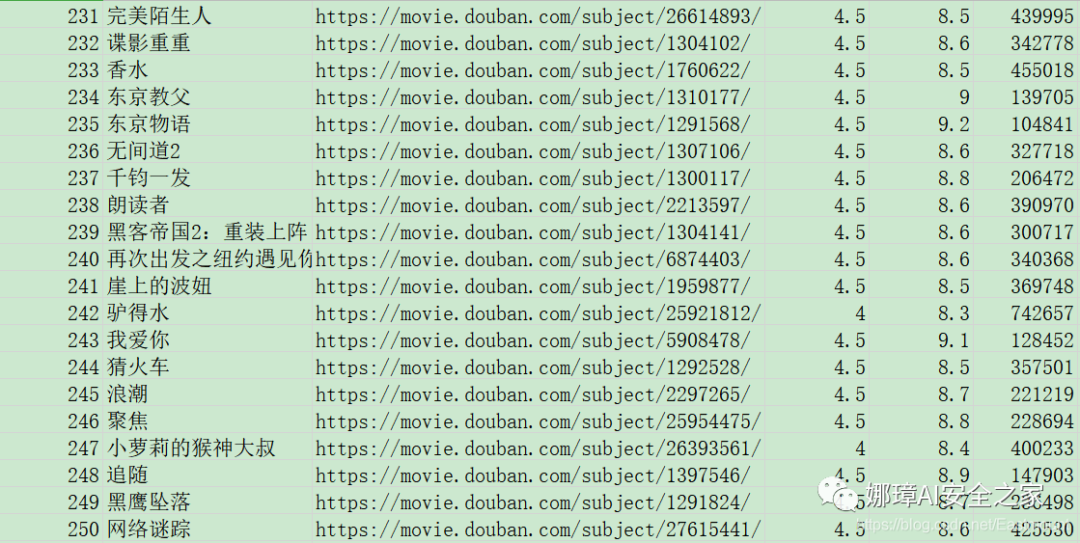 231 完美陌生人 https://movie.douban.com/subject/26614893/ 4.5 8.5 439995
232 谍影重重 https://movie.douban.com/subject/1304102/ 4.5 8.6 342778
233 香水 https://movie.douban.com/subject/1760622/ 4.5 8.5 455018
234 东京教父 https://movie.douban.com/subject/1310177/ 4.5 9 139705
235 东京物语 https://movie.douban.com/subject/1291568/ 4.5 9.2 104841
236 无间道2 https://movie.douban.com/subject/1307106/ 4.5 8.6 327718
237 千钧一发 https://movie.douban.com/subject/1300117/ 4.5 8.8 206472
238 朗读者 https://movie.douban.com/subject/2213597/ 4.5 8.6 390970
239 黑客帝国2：重装上阵 https://movie.douban.com/subject/1304141/ 4.5 8.6 300717
240 再次出发之纽约遇见你 https://movie.douban.com/subject/6874403/ 4.5 8.6 340368
241 崖上的波妞 https://movie.douban.com/subject/1959877/ 4.5 8.5 369748
242 驴得水 https://movie.douban.com/subject/25921812/ 4 8.3 742657
243 我爱你 https://movie.douban.com/subject/5908478/ 4.5 9.1 128452
244 猜火车 https://movie.douban.com/subject/1292528/ 4.5 8.5 357501
245 浪潮 https://movie.douban.com/subject/2297265/ 4.5 8.7 221219
246 聚焦 https://movie.douban.com/subject/25954475/ 4.5 8.8 228694
247 小萝莉的猴神大叔 https://movie.douban.com/subject/26393561/ 4 8.4 400233
248 追随 https://movie.douban.com/subject/1397546/ 4.5 8.9 147903
249 黑鹰坠落 https://movie.douban.com/subject/1291824/ 8.7
娜璋AI安全之家
250 网络谜踪 https://movie.douban.com/subject/27615441/ 4.5 8.6 425530